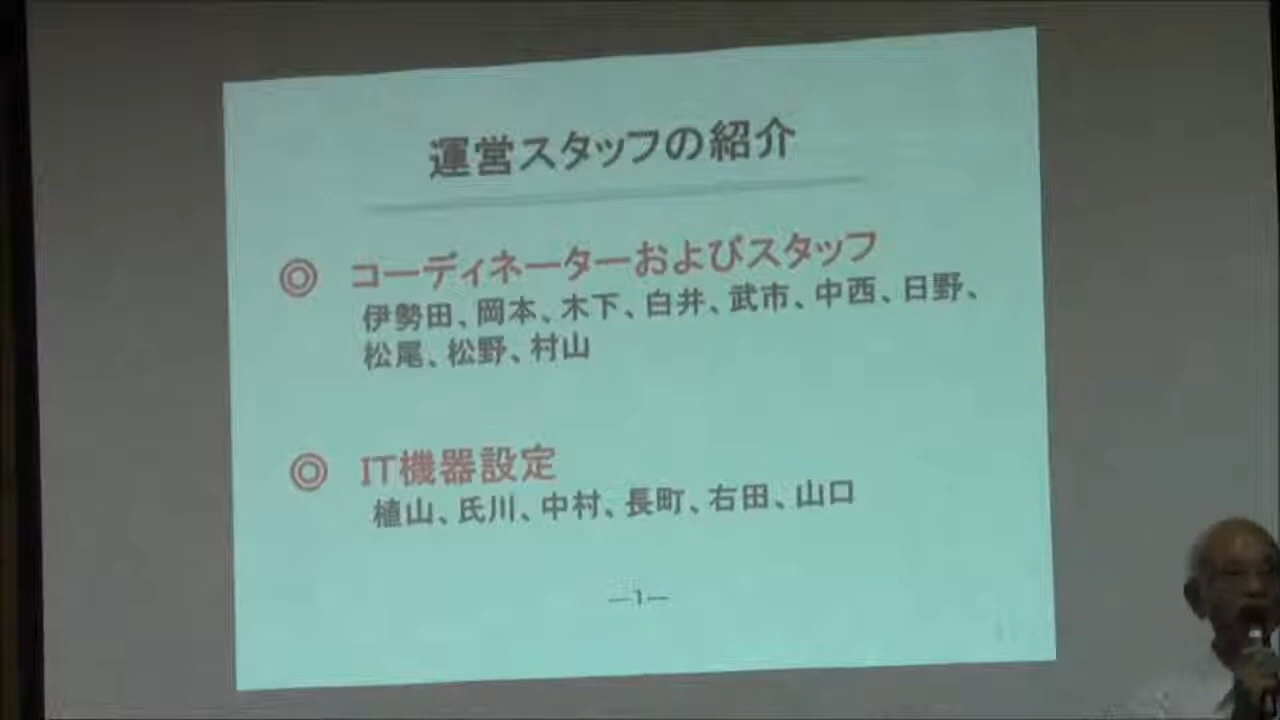 運営スタッフの紹介
◎ コーディネーターおよびスタッフ
伊勢田、岡本、木下、白井、武市、中西、日野、
松尾、松野、村山
◎ IT機器設定
植山、氏川、中村、長町、右田、山口
—1—